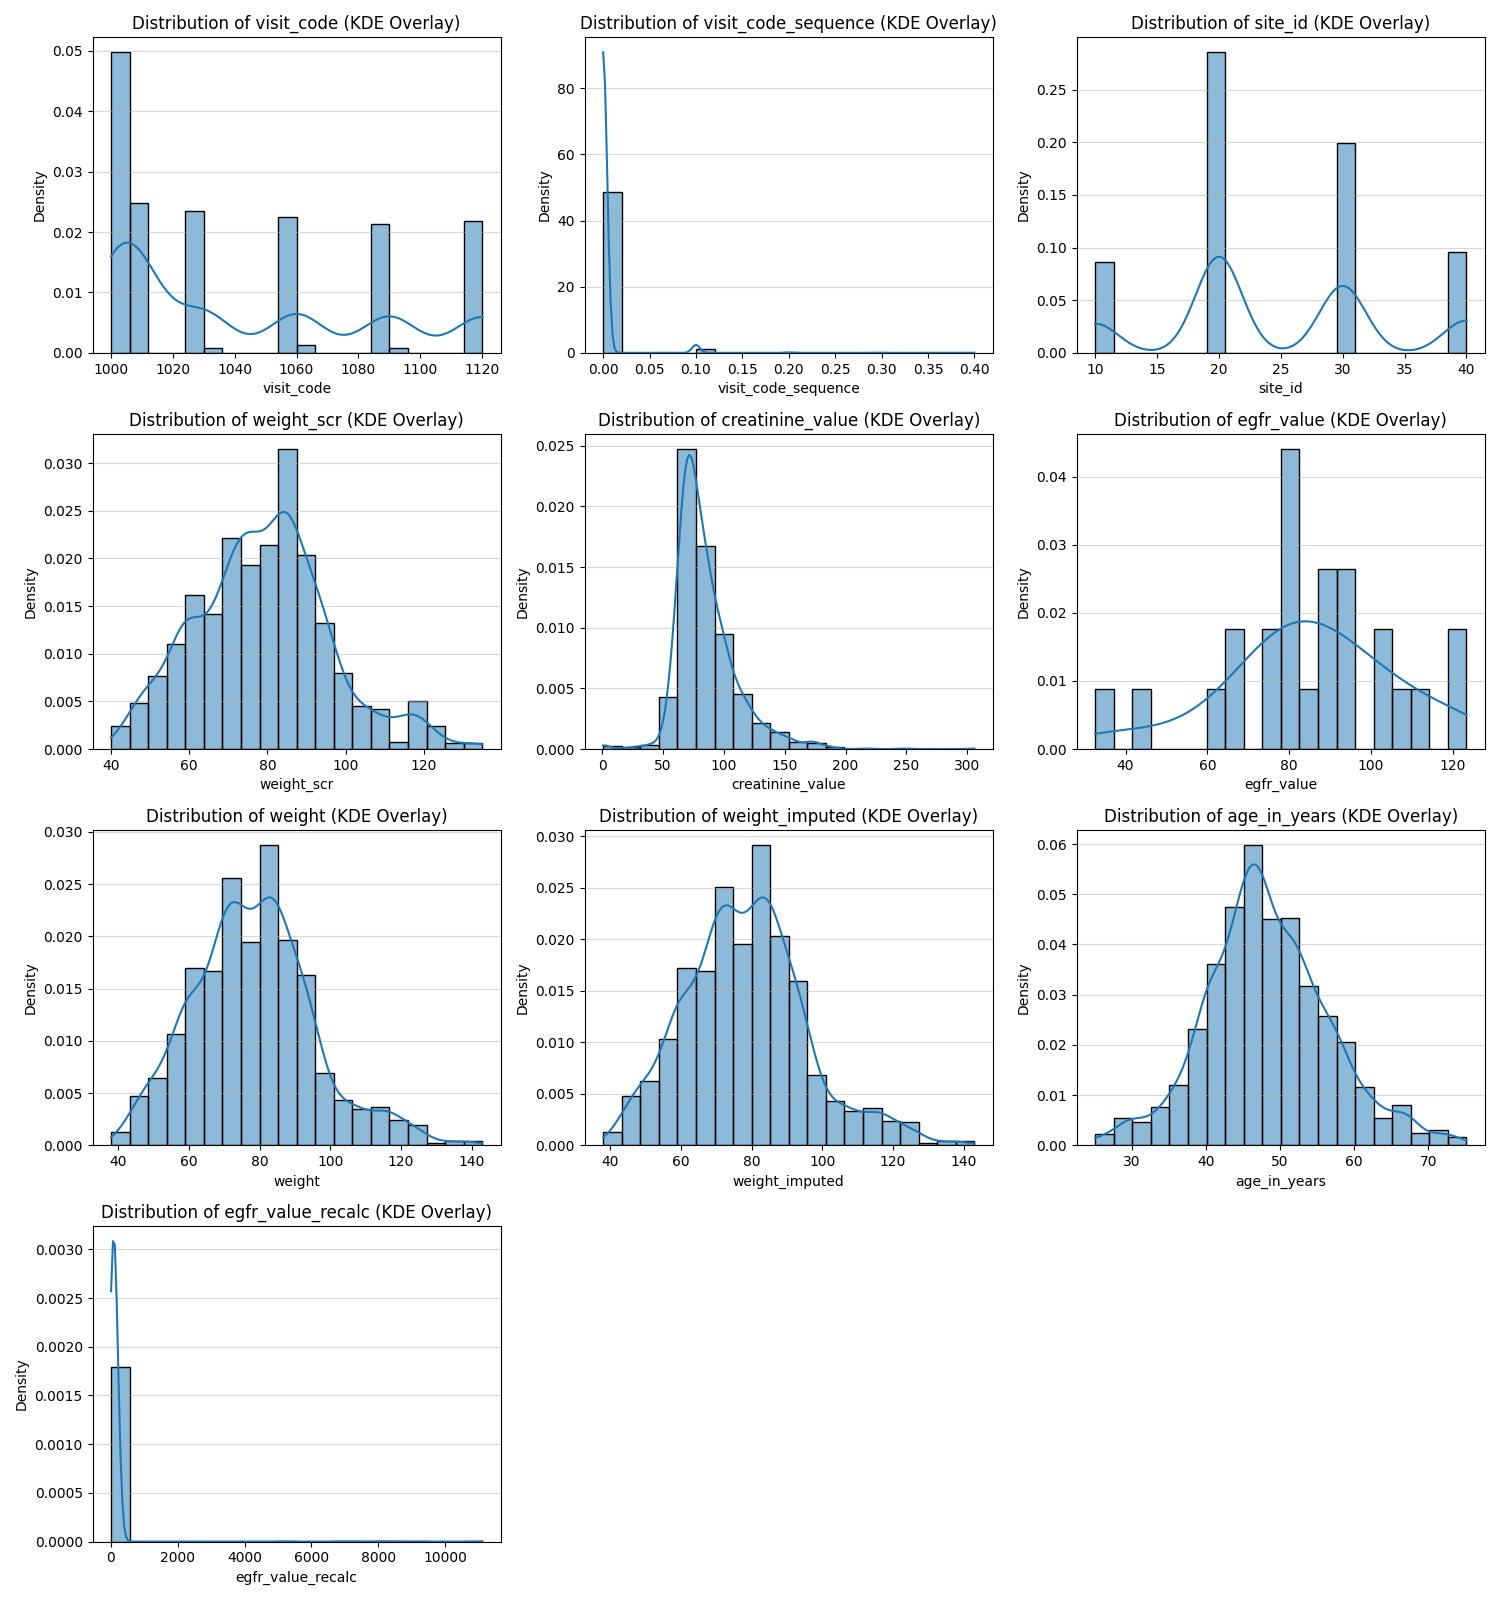 Distribution of visit_code (KDE Overlay)
Density
0.05
0.04
0.03
0.02
0.01
0.00
1000 1020 1040 1060 1080 1100 1120
visit_code
Distribution of visit_code_sequence (KDE Overlay)
Density
80
60
40
20
0
0.00 0.05 0.10 0.15 0.20 0.25 0.30 0.35 0.40
visit_code_sequence
Distribution of site_id (KDE Overlay)
Density
0.25
0.20
0.15
0.10
0.05
0.00
10 15 20 25 30 35 40
site_id
Distribution of weight_scr (KDE Overlay)
Density
0.030
0.025
0.020
0.015
0.010
0.005
0.000
40 60 80 100 120
weight_scr
Distribution of creatinine_value (KDE Overlay)
Density
0.025
0.020
0.015
0.010
0.005
0.000
0 50 100 150 200 250 300
creatinine_value
Distribution of egfr_value (KDE Overlay)
Density
0.04
0.03
0.02
0.01
0.00
40 60 80 100 120
egfr_value
Distribution of weight (KDE Overlay)
Density
0.030
0.025
0.020
0.015
0.010
0.005
0.000
40 60 80 100 120 140
weight
Distribution of weight_imputed (KDE Overlay)
Density
0.030
0.025
0.020
0.015
0.010
0.005
0.000
40 60 80 100 120 140
weight_imputed
Distribution of age_in_years (KDE Overlay)
Density
0.06
0.05
0.04
0.03
0.02
0.01
0.00
30 40 50 60 70
age_in_years
Distribution of egfr_value_recalc (KDE Overlay)
Density
0.0030
0.0025
0.0020
0.0015
0.0010
0.0005
0.0000
0 2000 4000 6000 8000 10000
egfr_value_recalc